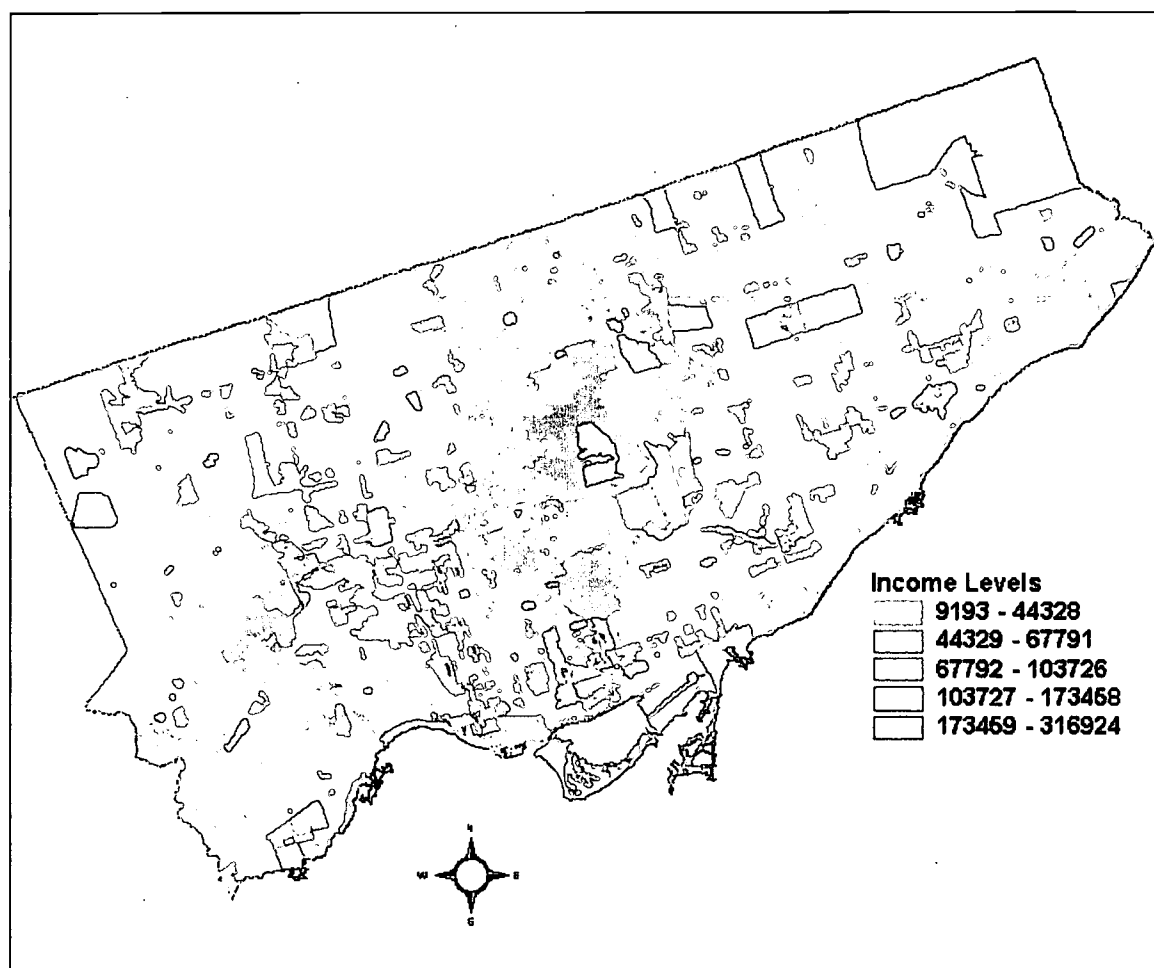 Income Levels
9193 - 44328
44329 - 67791
67792 - 103726
103727 - 173458
173459 - 316924
N
W E
S